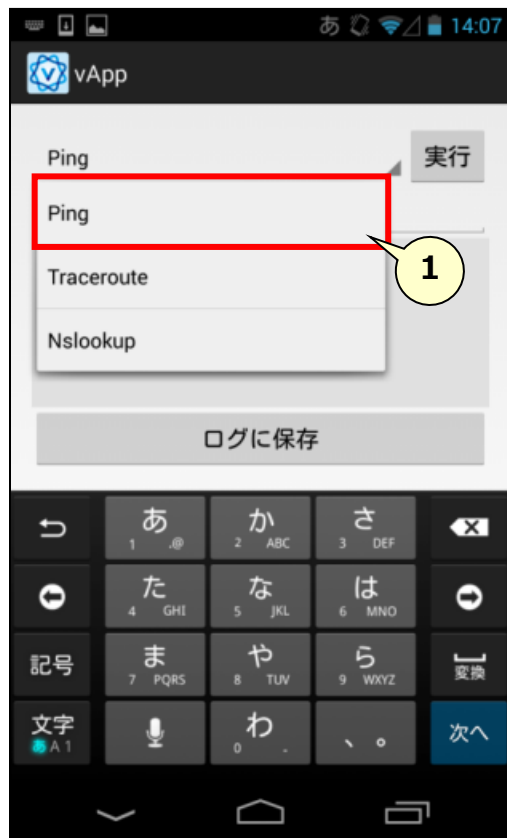 あ 14:07
vApp
Ping 実行
Ping
1
Traceroute
Nslookup
ログに保存
あ か さ
1 .@ 2 ABC 3 DEF
た な は
4 GHI 5 JKL 6 MNO
記号 ま や ら 変換
7 PQRS 8 TUV 9 WXYZ
文字 わ 、。 次へ
あA1 0 -